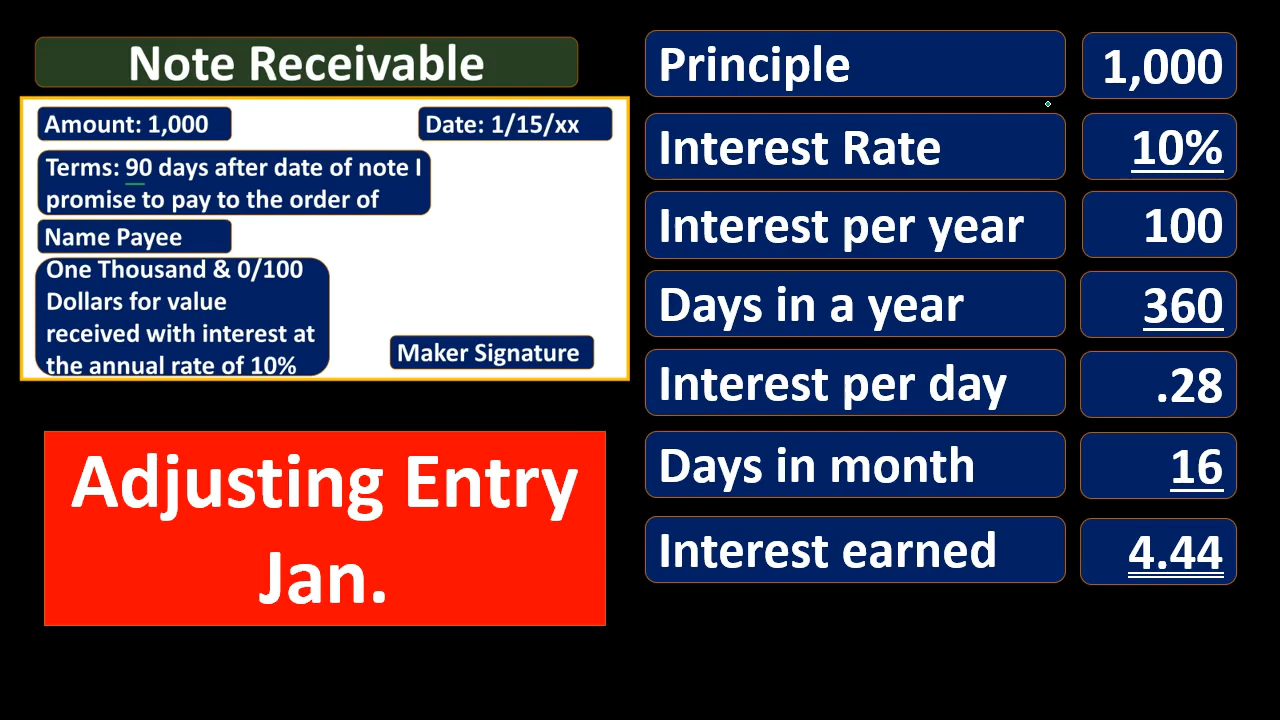 Note Receivable
Amount: 1,000
Date: 1/15/xx
Terms: 90 days after date of note I
promise to pay to the order of
Name Payee
One Thousand & 0/100
Dollars for value
received with interest at
the annual rate of 10%
Maker Signature
Adjusting Entry
Jan.
Principle 1,000
Interest Rate 10%
Interest per year 100
Days in a year 360
Interest per day .28
Days in month 16
Interest earned 4.44